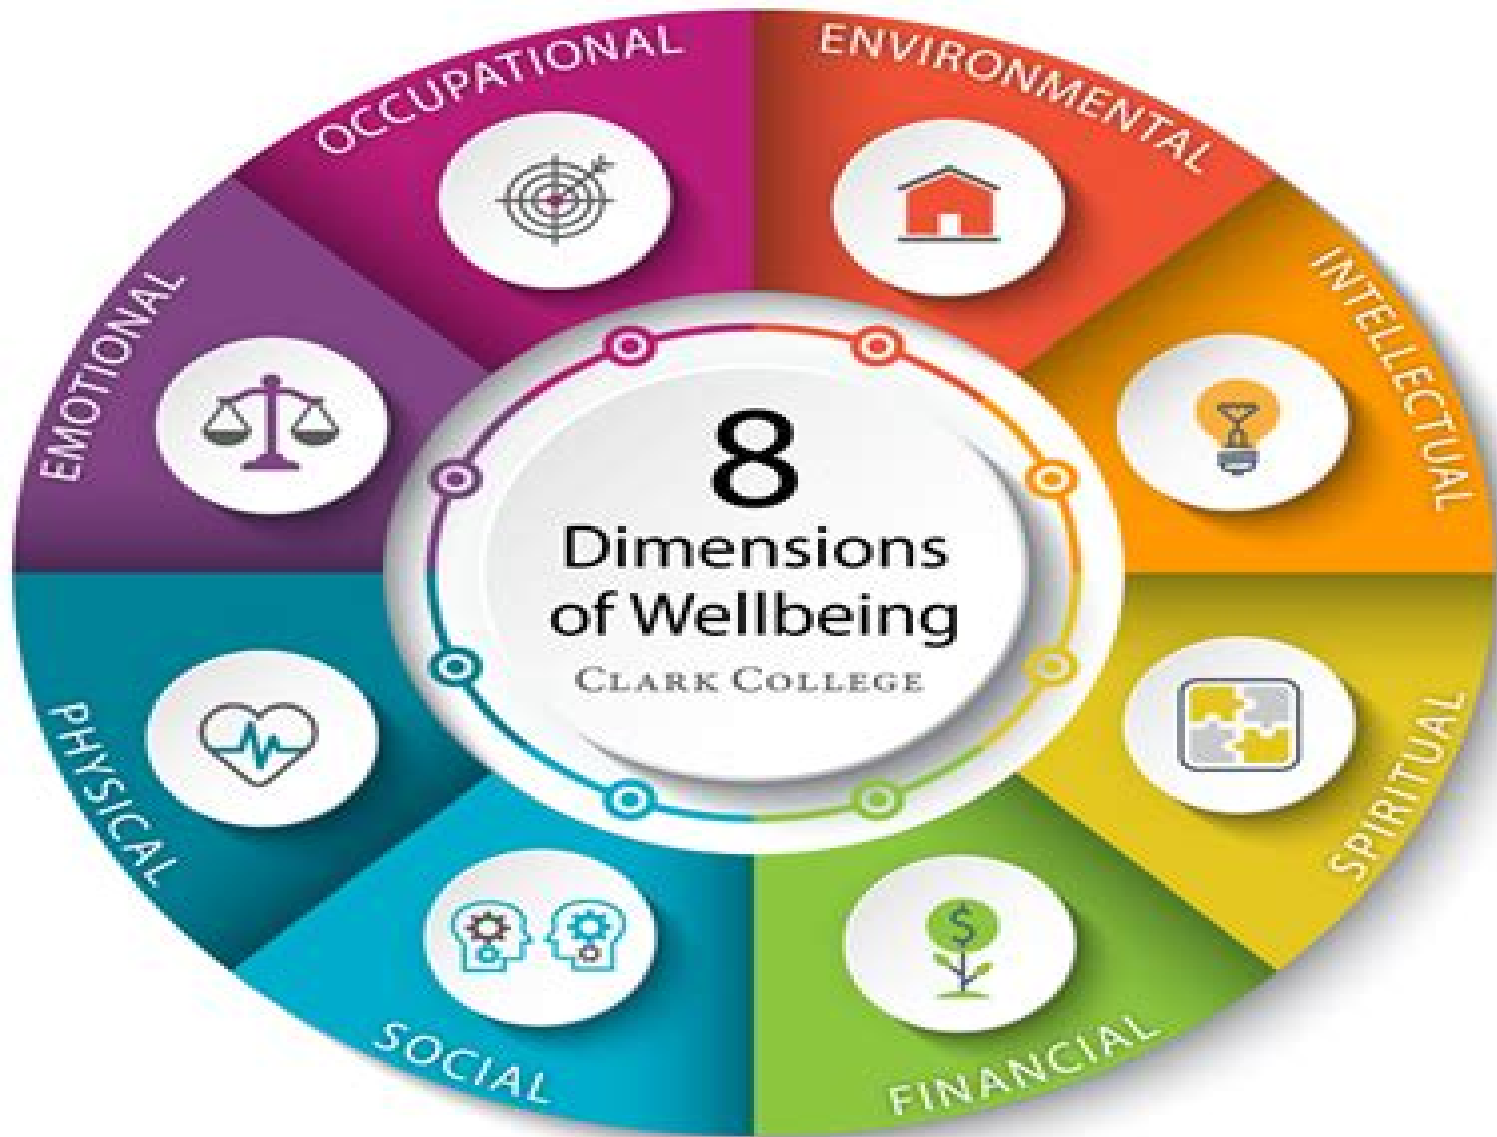 OCCUPATIONAL
ENVIRONMENTAL
INTELLECTUAL
SPIRITUAL
FINANCIAL
SOCIAL
PHYSICAL
EMOTIONAL
8
Dimensions
of Wellbeing
CLARK COLLEGE
$